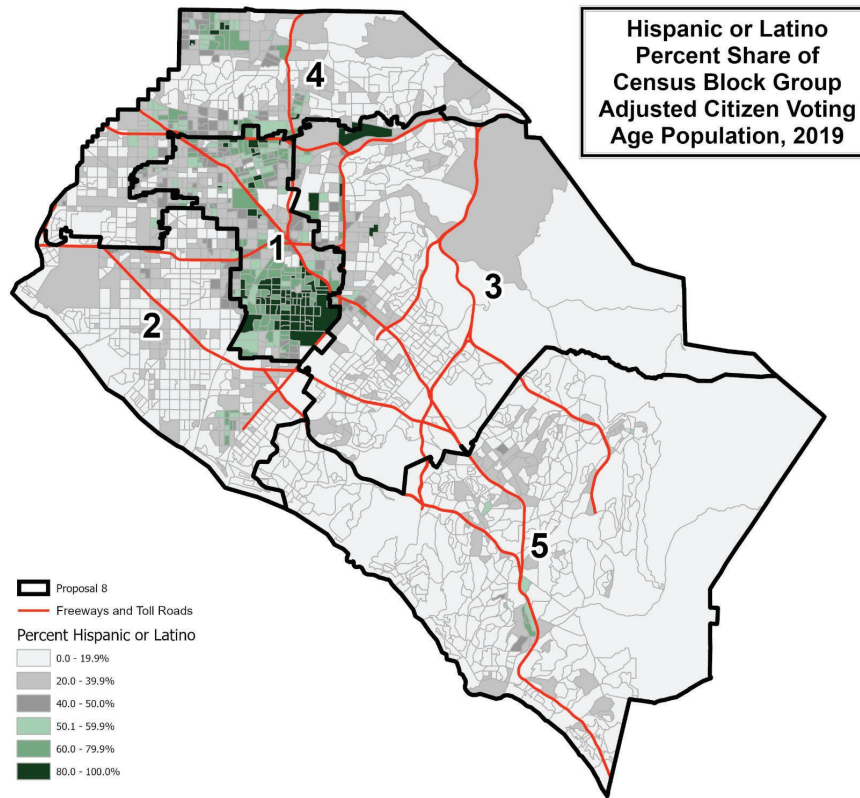 Hispanic or Latino
Percent Share of
Census Block Group
Adjusted Citizen Voting
Age Population, 2019
4
1
3
2
5
Proposal 8
Freeways and Toll Roads
Percent Hispanic or Latino
0.0 - 19.9%
20.0 - 39.9%
40.0 - 50.0%
50.1 - 59.9%
60.0 - 79.9%
80.0 - 100.0%